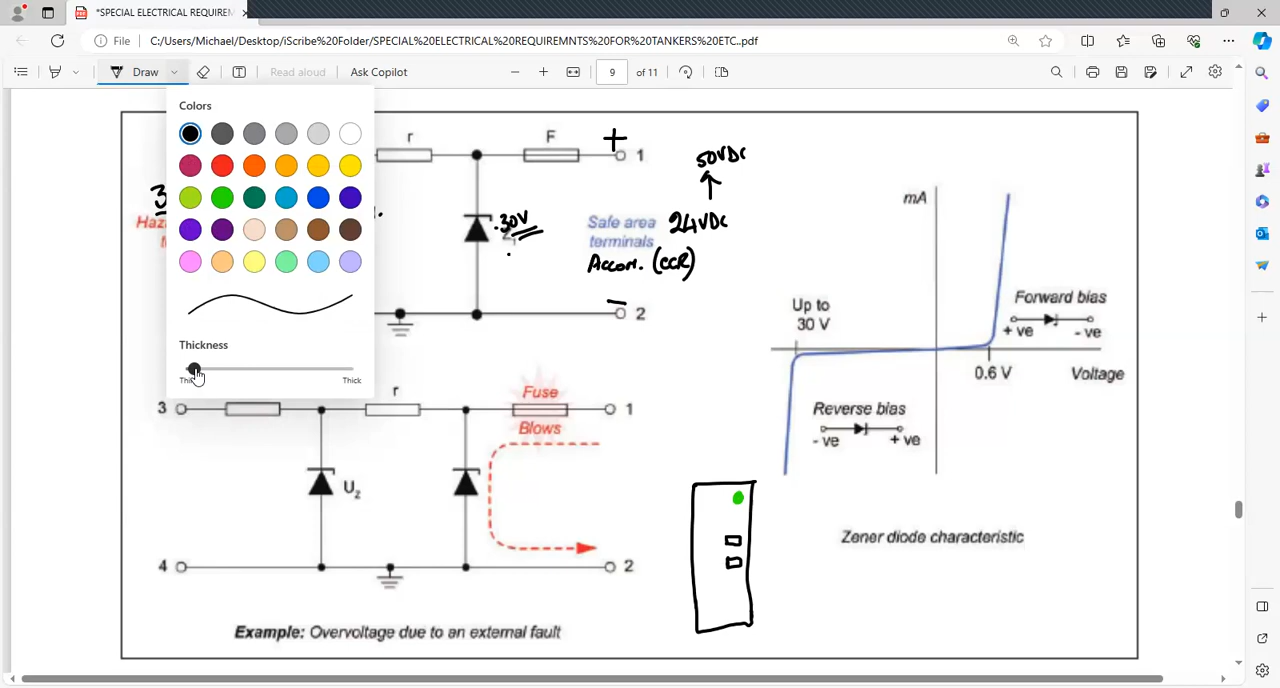 *SPECIAL ELECTRICAL REQUIREM
File C:/Users/Michael/Desktop/iScribe%20Folder/SPECIAL%20ELECTRICAL%20REQUIREMNTS%20FOR%20TANKERS%20ETC..pdf
Draw Read aloud Ask Copilot 9 of 11
Colors
Thickness
Thick
r F + 1
50VDC
mA
3
30V Safe area 24VDC
Z1 terminals
Accom. (CCR)
Up to
30 V
Forward bias
+ ve - ve
2
0.6 V Voltage
r Fuse
3 1
Blows
Reverse bias
- ve + ve
Uz
Zener diode characteristic
4 2
Example: Overvoltage due to an external fault